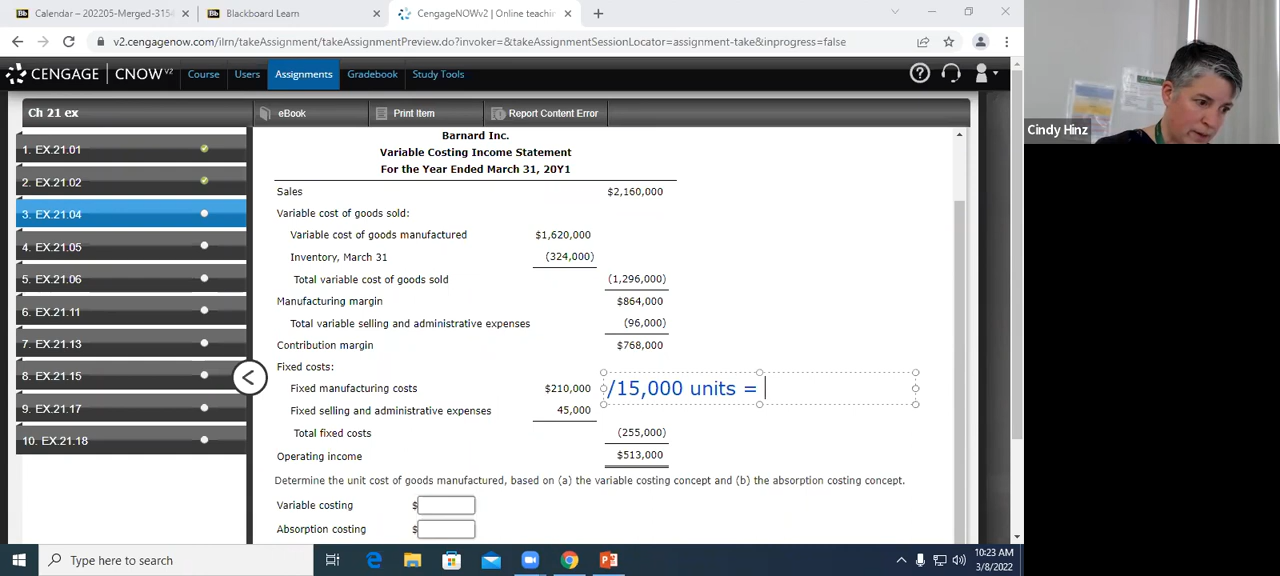 Calendar – 202205-Merged-315
Blackboard Learn
CengageNOWv2 | Online teachin
v2.cengagenow.com/ilrn/takeAssignment/takeAssignmentPreview.do?invoker=&takeAssignmentSessionLocator=assignment-take&inprogress=false
CENGAGE | CNOWv2 Course Users Assignments Gradebook Study Tools
Ch 21 ex eBook Print Item Report Content Error
1. EX.21.01
2. EX.21.02
3. EX.21.04
4. EX.21.05
5. EX.21.06
6. EX.21.11
7. EX.21.13
8. EX.21.15
9. EX.21.17
10. EX.21.18
Barnard Inc.
Variable Costing Income Statement
For the Year Ended March 31, 20Y1
Sales $2,160,000
Variable cost of goods sold:
Variable cost of goods manufactured $1,620,000
Inventory, March 31 (324,000)
Total variable cost of goods sold (1,296,000)
Manufacturing margin $864,000
Total variable selling and administrative expenses (96,000)
Contribution margin $768,000
Fixed costs:
Fixed manufacturing costs $210,000 /15,000 units =
Fixed selling and administrative expenses 45,000
Total fixed costs (255,000)
Operating income $513,000
Determine the unit cost of goods manufactured, based on (a) the variable costing concept and (b) the absorption costing concept.
Variable costing $
Absorption costing $
Cindy Hinz
Type here to search
10:23 AM
3/8/2022